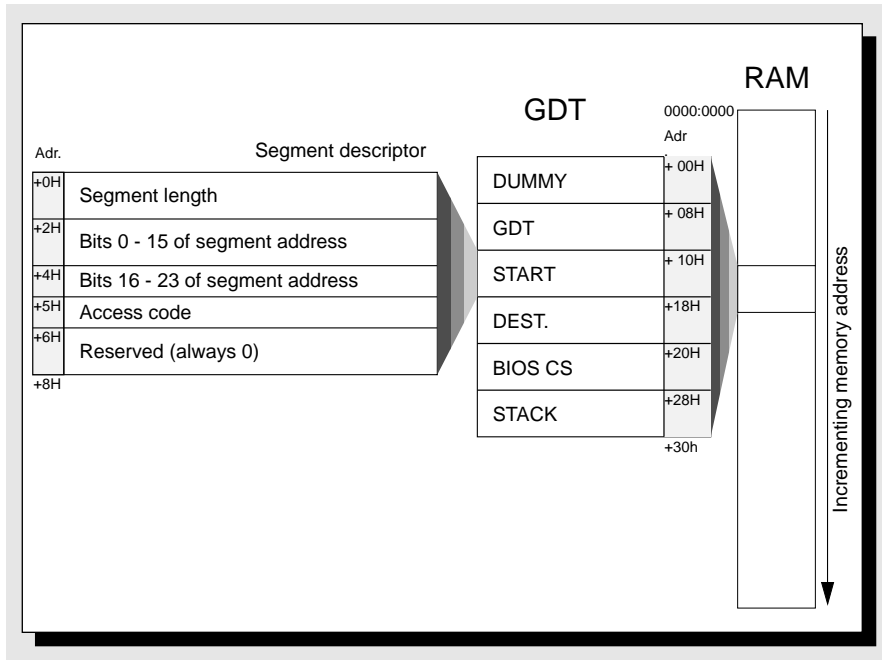 RAM
GDT
0000:0000
Adr
.
Adr.
Segment descriptor
+0H
Segment length
+2H
Bits 0 - 15 of segment address
+4H
Bits 16 - 23 of segment address
+5H
Access code
+6H
Reserved (always 0)
+8H
DUMMY
+ 00H
GDT
+ 08H
START
+ 10H
DEST.
+18H
BIOS CS
+20H
STACK
+28H
+30h
Incrementing memory address